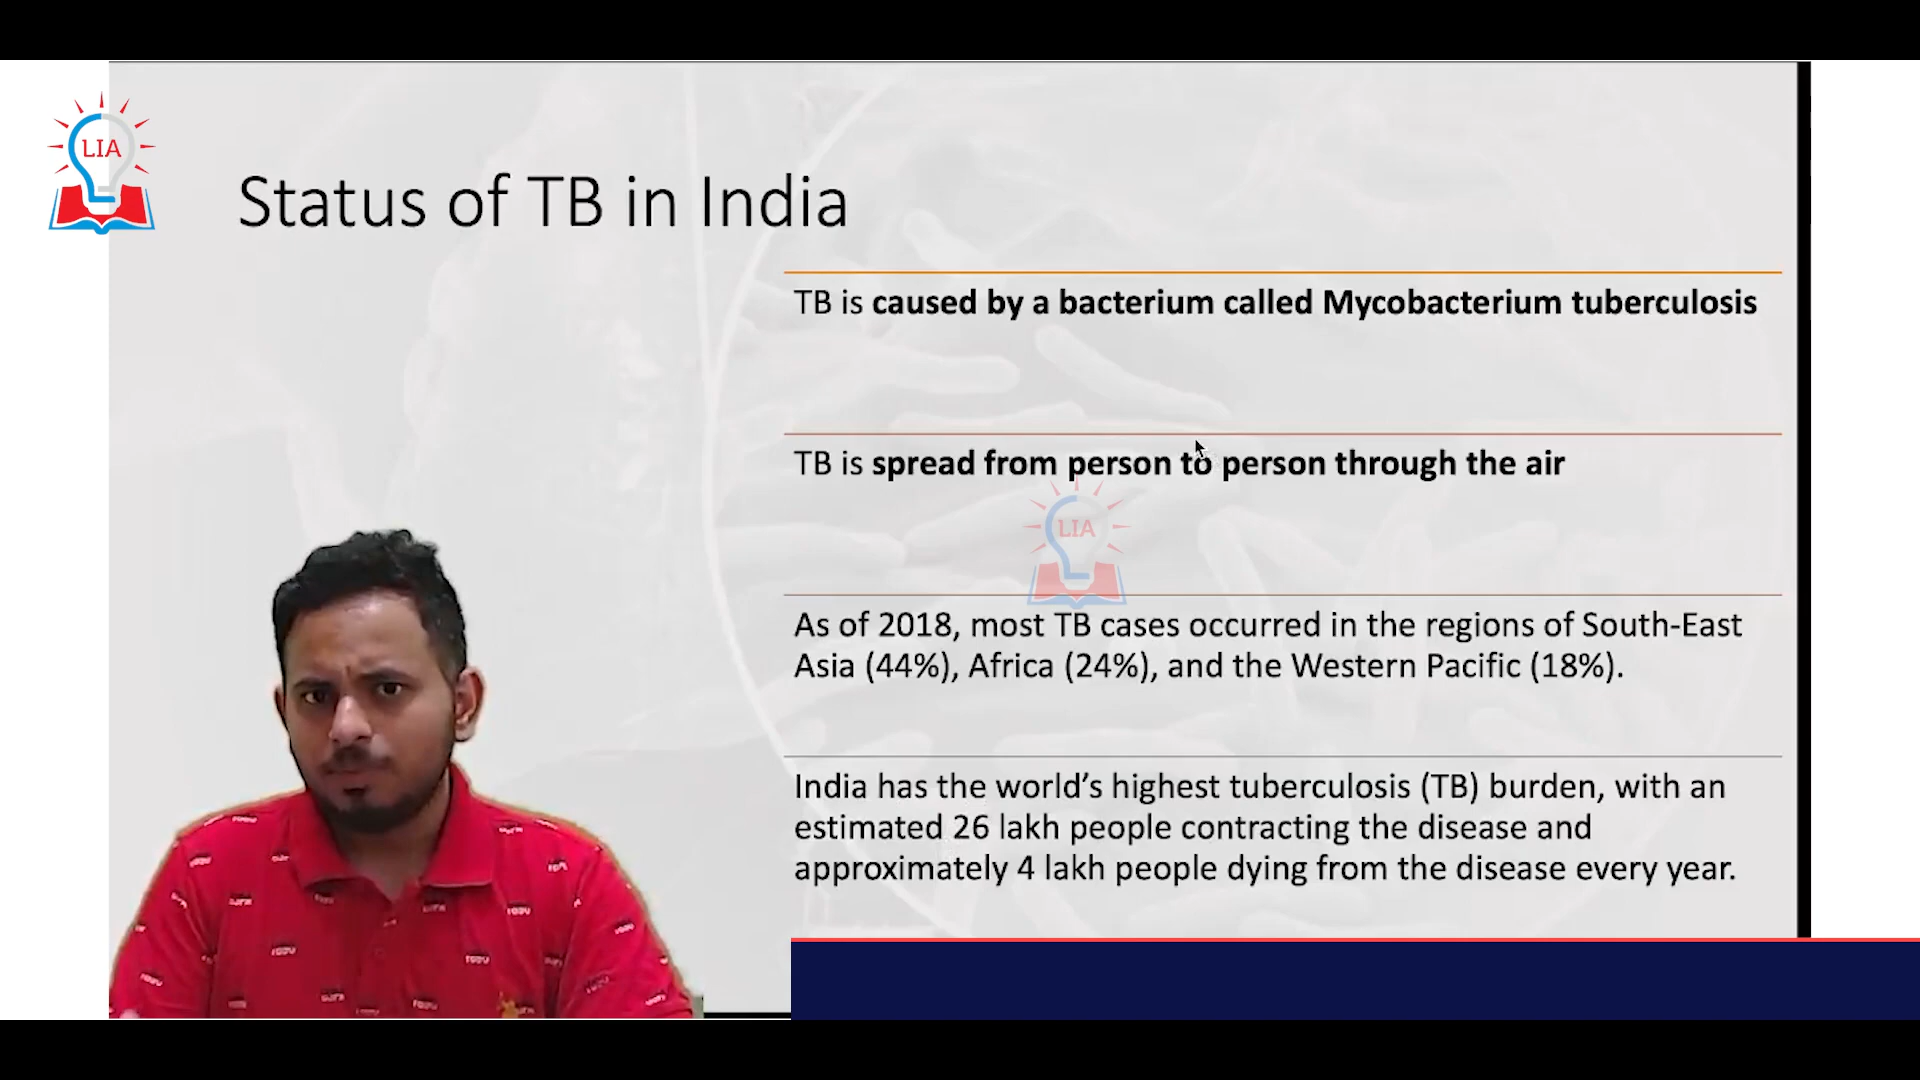 LIA
Status of TB in India
TB is caused by a bacterium called Mycobacterium tuberculosis
TB is spread from person to person through the air
LIA
As of 2018, most TB cases occurred in the regions of South-East
Asia (44%), Africa (24%), and the Western Pacific (18%).
India has the world’s highest tuberculosis (TB) burden, with an
estimated 26 lakh people contracting the disease and
approximately 4 lakh people dying from the disease every year.